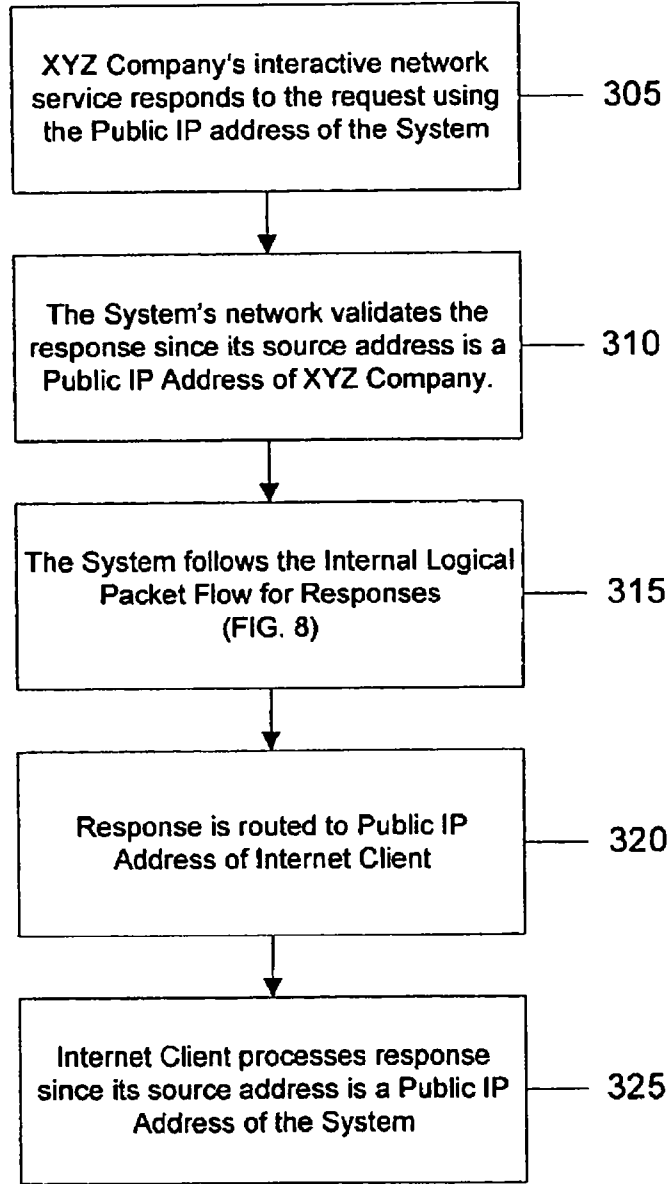 XYZ Company's interactive network
service responds to the request using
the Public IP address of the System
305
The System's network validates the
response since its source address is a
Public IP Address of XYZ Company.
310
The System follows the Internal Logical
Packet Flow for Responses
(FIG. 8)
315
Response is routed to Public IP
Address of Internet Client
320
Internet Client processes response
since its source address is a Public IP
Address of the System
325